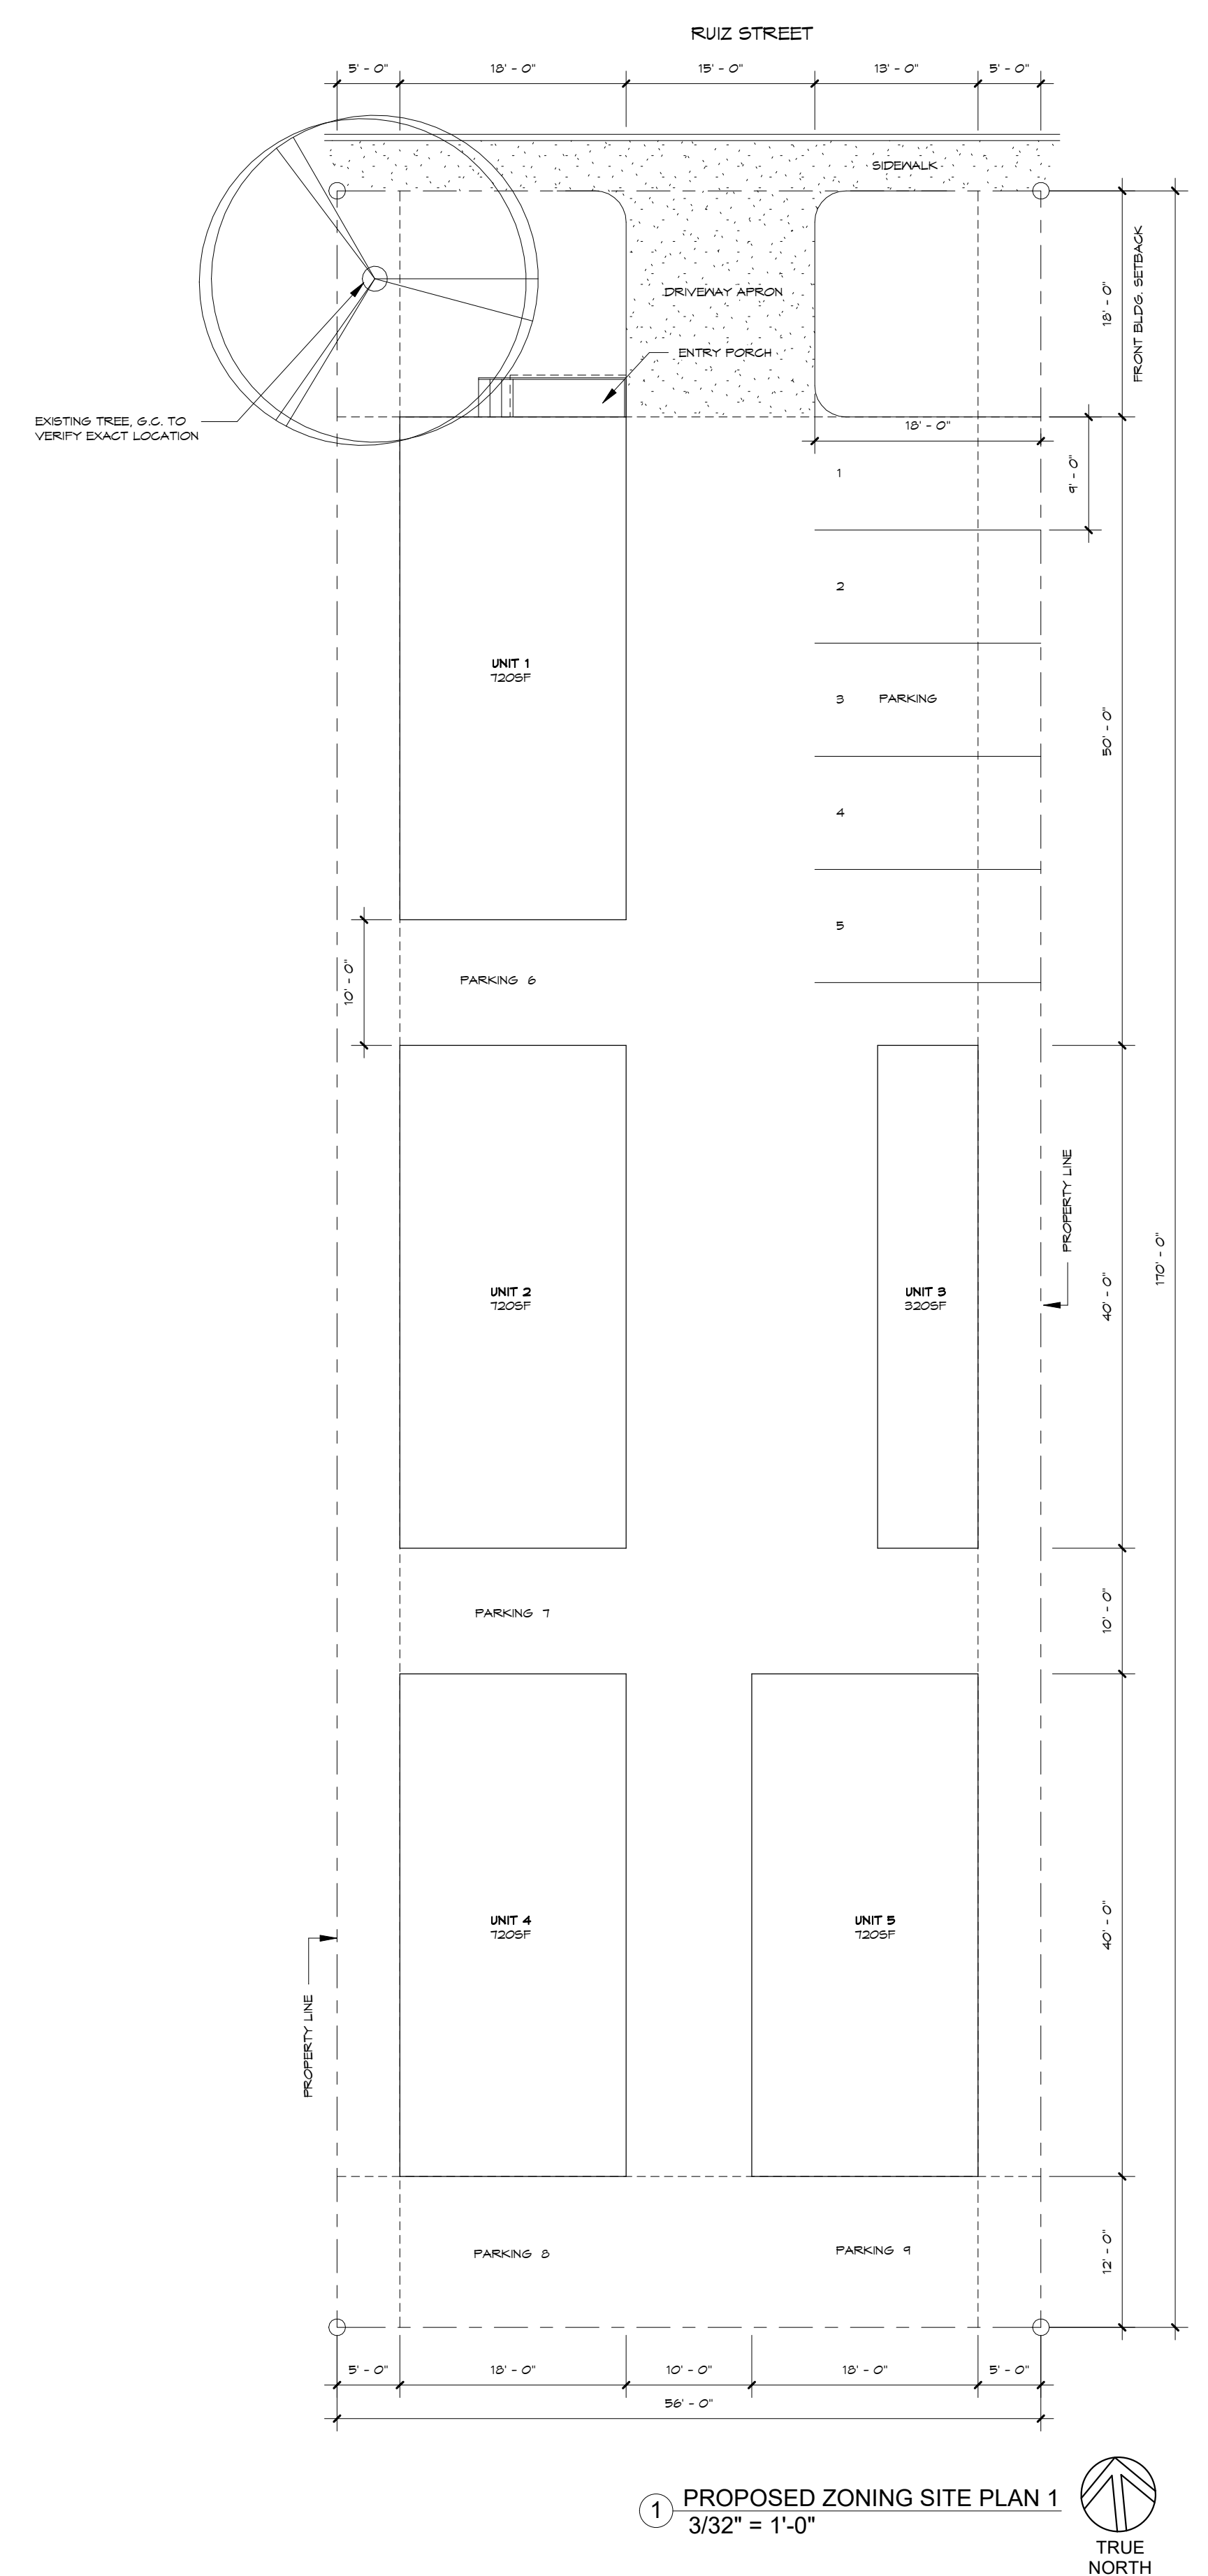 RUIZ STREET
5' - 0"
18' - 0"
15' - 0"
13' - 0"
5' - 0"
SIDEWALK
DRIVEWAY APRON
ENTRY PORCH
18' - 0"
FRONT BLDG. SETBACK
EXISTING TREE, G.C. TO
VERIFY EXACT LOCATION
18' - 0"
9' - 0"
1
2
UNIT 1
720SF
3 PARKING
50' - 0"
4
5
10' - 0"
PARKING 6
PROPERTY LINE
170' - 0"
UNIT 2
720SF
UNIT 3
320SF
40' - 0"
PARKING 7
10' - 0"
UNIT 4
720SF
UNIT 5
720SF
40' - 0"
PROPERTY LINE
PARKING 8
PARKING 9
12' - 0"
5' - 0"
18' - 0"
10' - 0"
18' - 0"
5' - 0"
56' - 0"
1
PROPOSED ZONING SITE PLAN 1
3/32" = 1'-0"
TRUE
NORTH